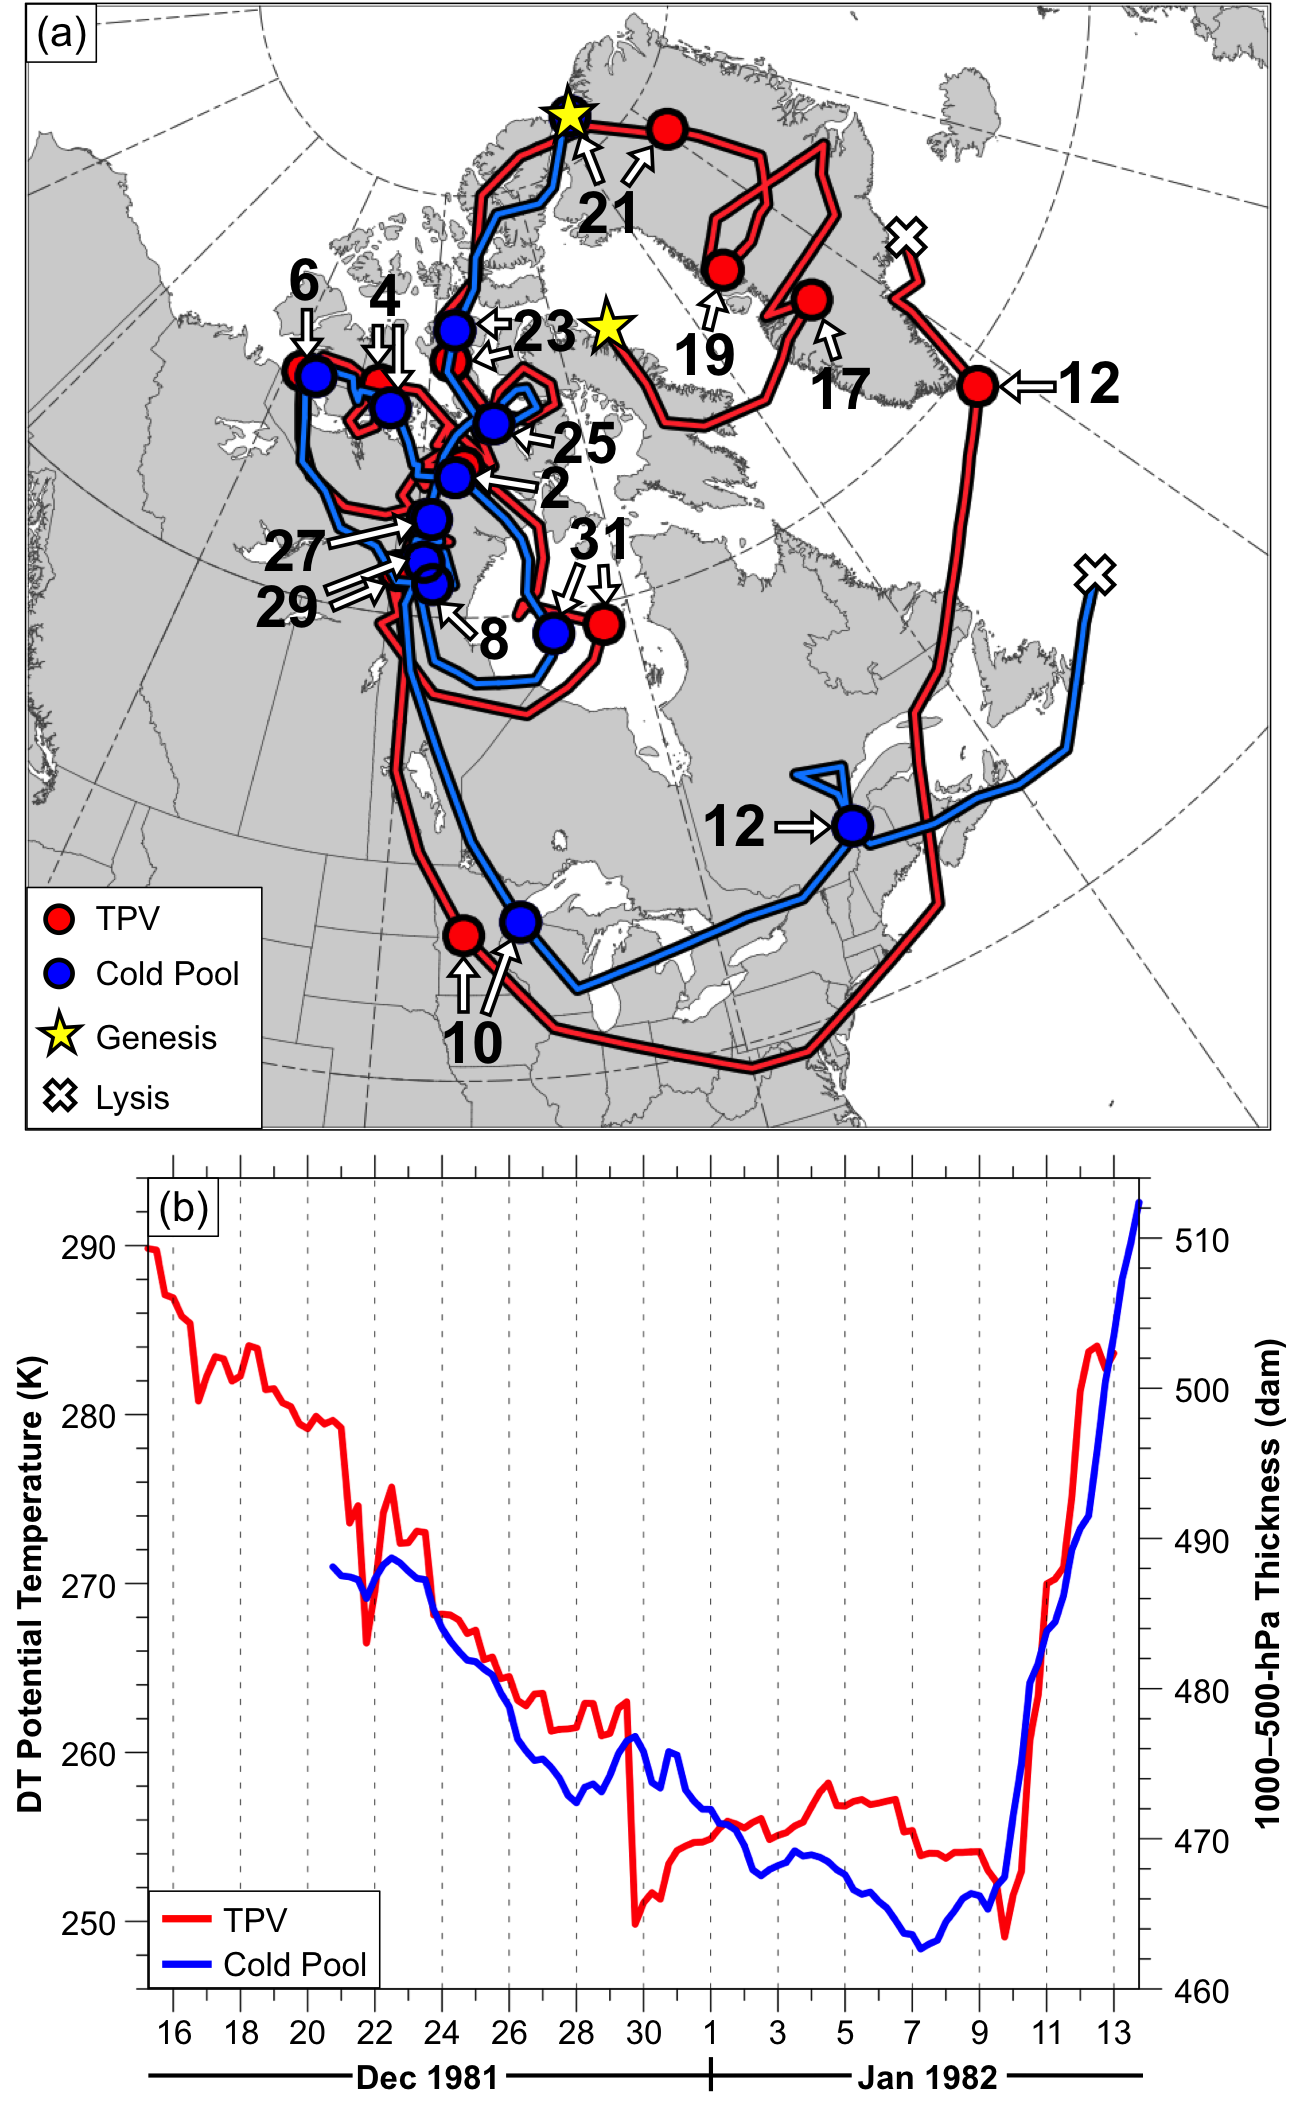 (a)
21
6
4
23
19
17
12
25
2
31
27
29
8
12
10
TPV
Cold Pool
Genesis
Lysis
(b)
290
280
270
260
250
DT Potential Temperature (K)
510
500
490
480
470
460
1000–500-hPa Thickness (dam)
TPV
Cold Pool
16 18 20 22 24 26 28 30 1 3 5 7 9 11 13
Dec 1981 Jan 1982